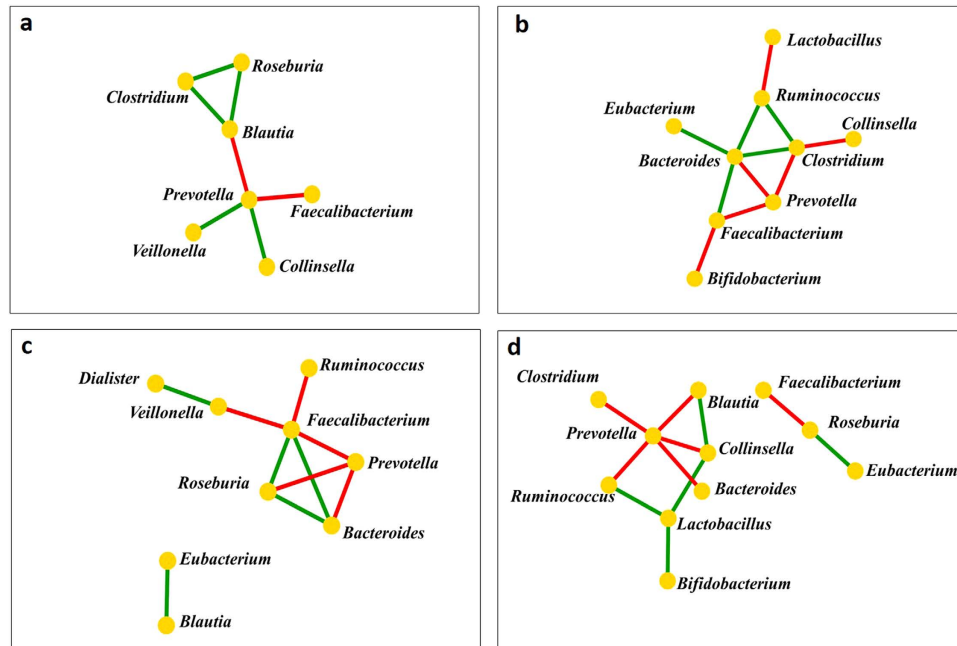 a
Roseburia
Clostridium
Blautia
Prevotella
Faecalibacterium
Veillonella
Collinsella
b
Lactobacillus
Ruminococcus
Eubacterium
Collinsella
Bacteroides
Clostridium
Prevotella
Faecalibacterium
Bifidobacterium
c
Ruminococcus
Dialister
Veillonella
Faecalibacterium
Prevotella
Roseburia
Bacteroides
Eubacterium
Blautia
d
Clostridium
Blautia
Faecalibacterium
Prevotella
Roseburia
Collinsella
Eubacterium
Ruminococcus
Bacteroides
Lactobacillus
Bifidobacterium